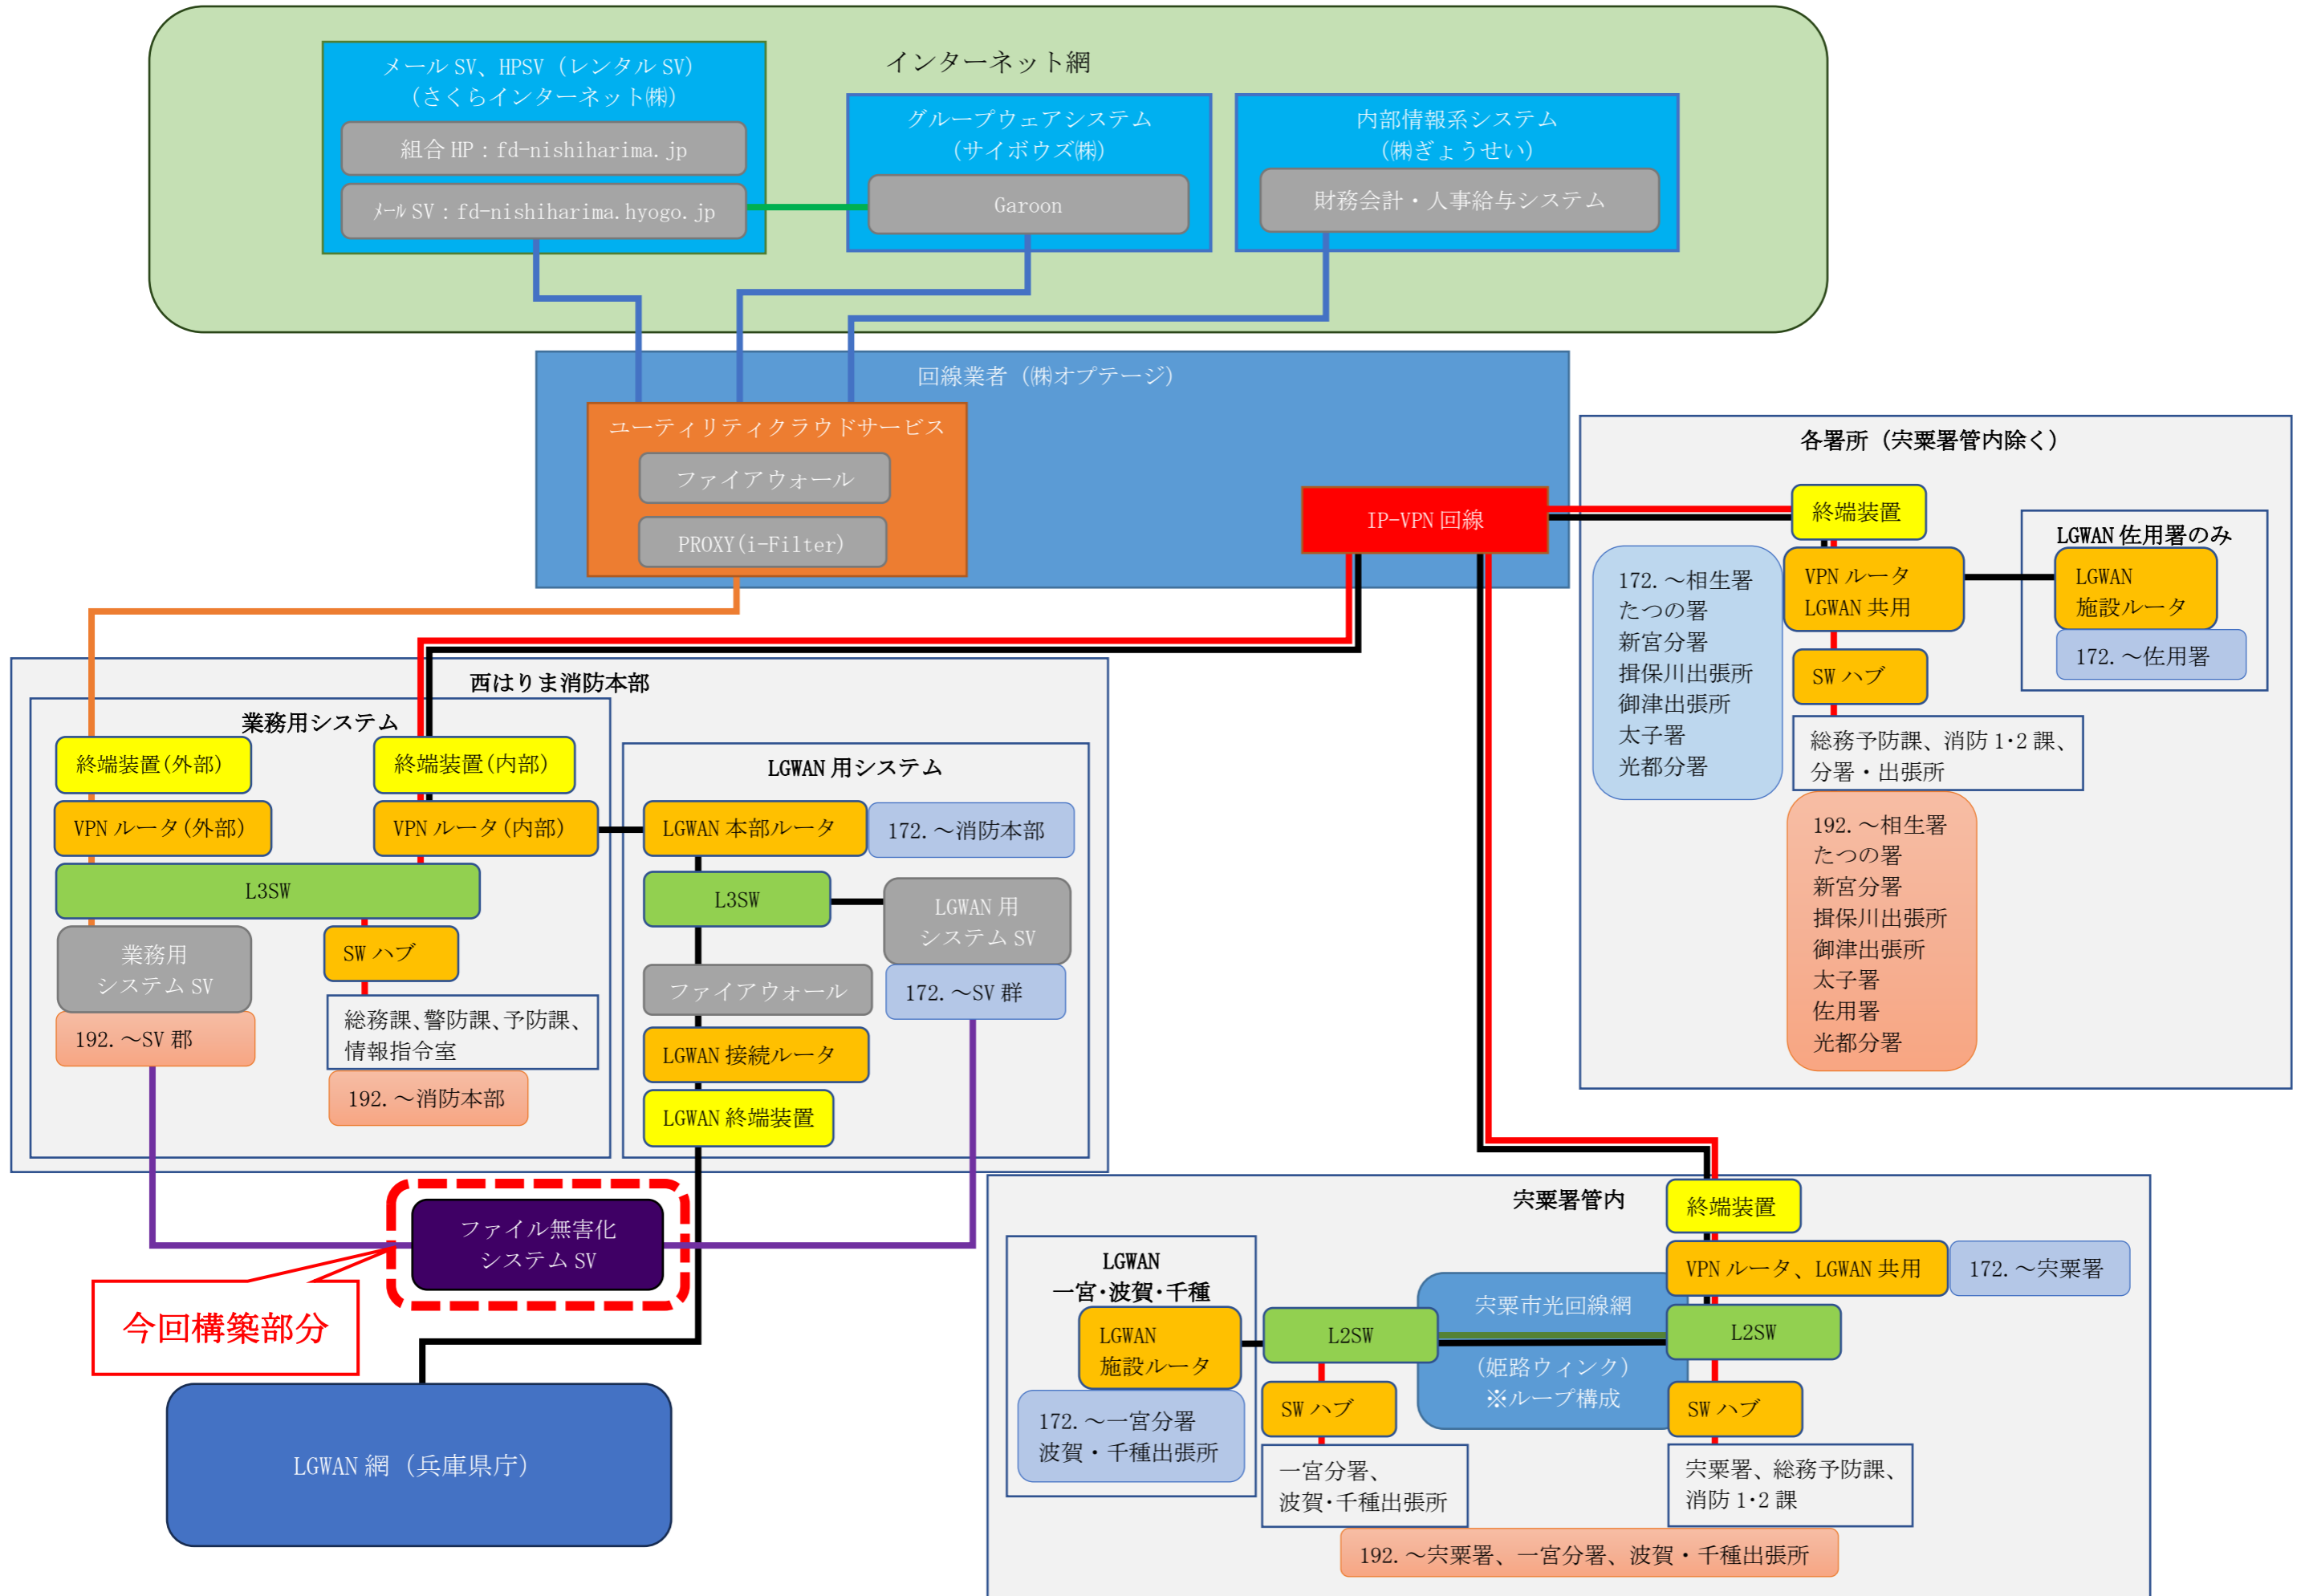 インターネット網
メール SV、HPSV（レンタル SV）
（さくらインターネット㈱）
組合 HP：fd-nishiharima.jp
ﾒｰﾙ SV：fd-nishiharima.hyogo.jp
グループウェアシステム
（サイボウズ㈱）
Garoon
内部情報系システム
（㈱ぎょうせい）
財務会計・人事給与システム
回線業者（㈱オプテージ）
ユーティリティクラウドサービス
ファイアウォール
PROXY(i-Filter)
IP-VPN 回線
各署所（宍粟署管内除く）
終端装置
VPN ルータ
LGWAN 共用
SW ハブ
総務予防課、消防 1･2 課、
分署・出張所
LGWAN 佐用署のみ
LGWAN
施設ルータ
172.～佐用署
172.～相生署
たつの署
新宮分署
揖保川出張所
御津出張所
太子署
光都分署
192.～相生署
たつの署
新宮分署
揖保川出張所
御津出張所
太子署
佐用署
光都分署
西はりま消防本部
業務用システム
終端装置(外部)
終端装置(内部)
VPN ルータ(外部)
VPN ルータ(内部)
L3SW
業務用
システム SV
192.～SV 郡
SW ハブ
総務課､警防課､予防課､
情報指令室
192.～消防本部
LGWAN 用システム
LGWAN 本部ルータ
172.～消防本部
L3SW
LGWAN 用
システム SV
172.～SV 群
ファイアウォール
LGWAN 接続ルータ
LGWAN 終端装置
ファイル無害化
システム SV
今回構築部分
LGWAN 網（兵庫県庁）
宍粟署管内
終端装置
VPN ルータ、LGWAN 共用
172.～宍粟署
LGWAN
一宮･波賀･千種
LGWAN
施設ルータ
172.～一宮分署
波賀・千種出張所
L2SW
宍粟市光回線網
（姫路ウィンク）
※ループ構成
L2SW
SW ハブ
SW ハブ
一宮分署、
波賀･千種出張所
宍粟署、総務予防課、
消防 1･2 課
192.～宍粟署、一宮分署、波賀・千種出張所